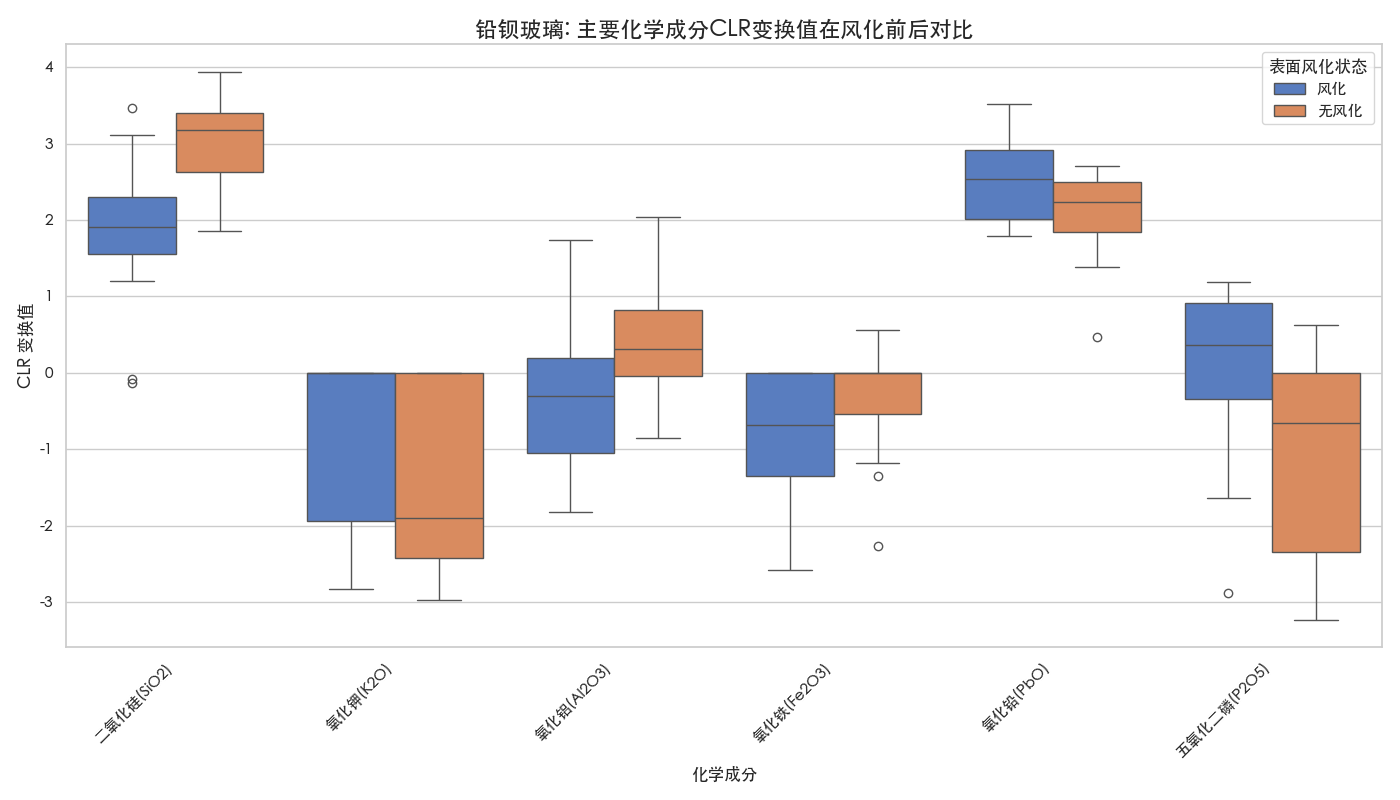 铅钡玻璃: 主要化学成分CLR变换值在风化前后对比
表面风化状态
风化
无风化
CLR 变换值
4
3
2
1
0
-1
-2
-3
二氧化硅(SiO2)
氧化钾(K2O)
氧化铝(Al2O3)
氧化铁(Fe2O3)
氧化铅(PbO)
五氧化二磷(P2O5)
化学成分